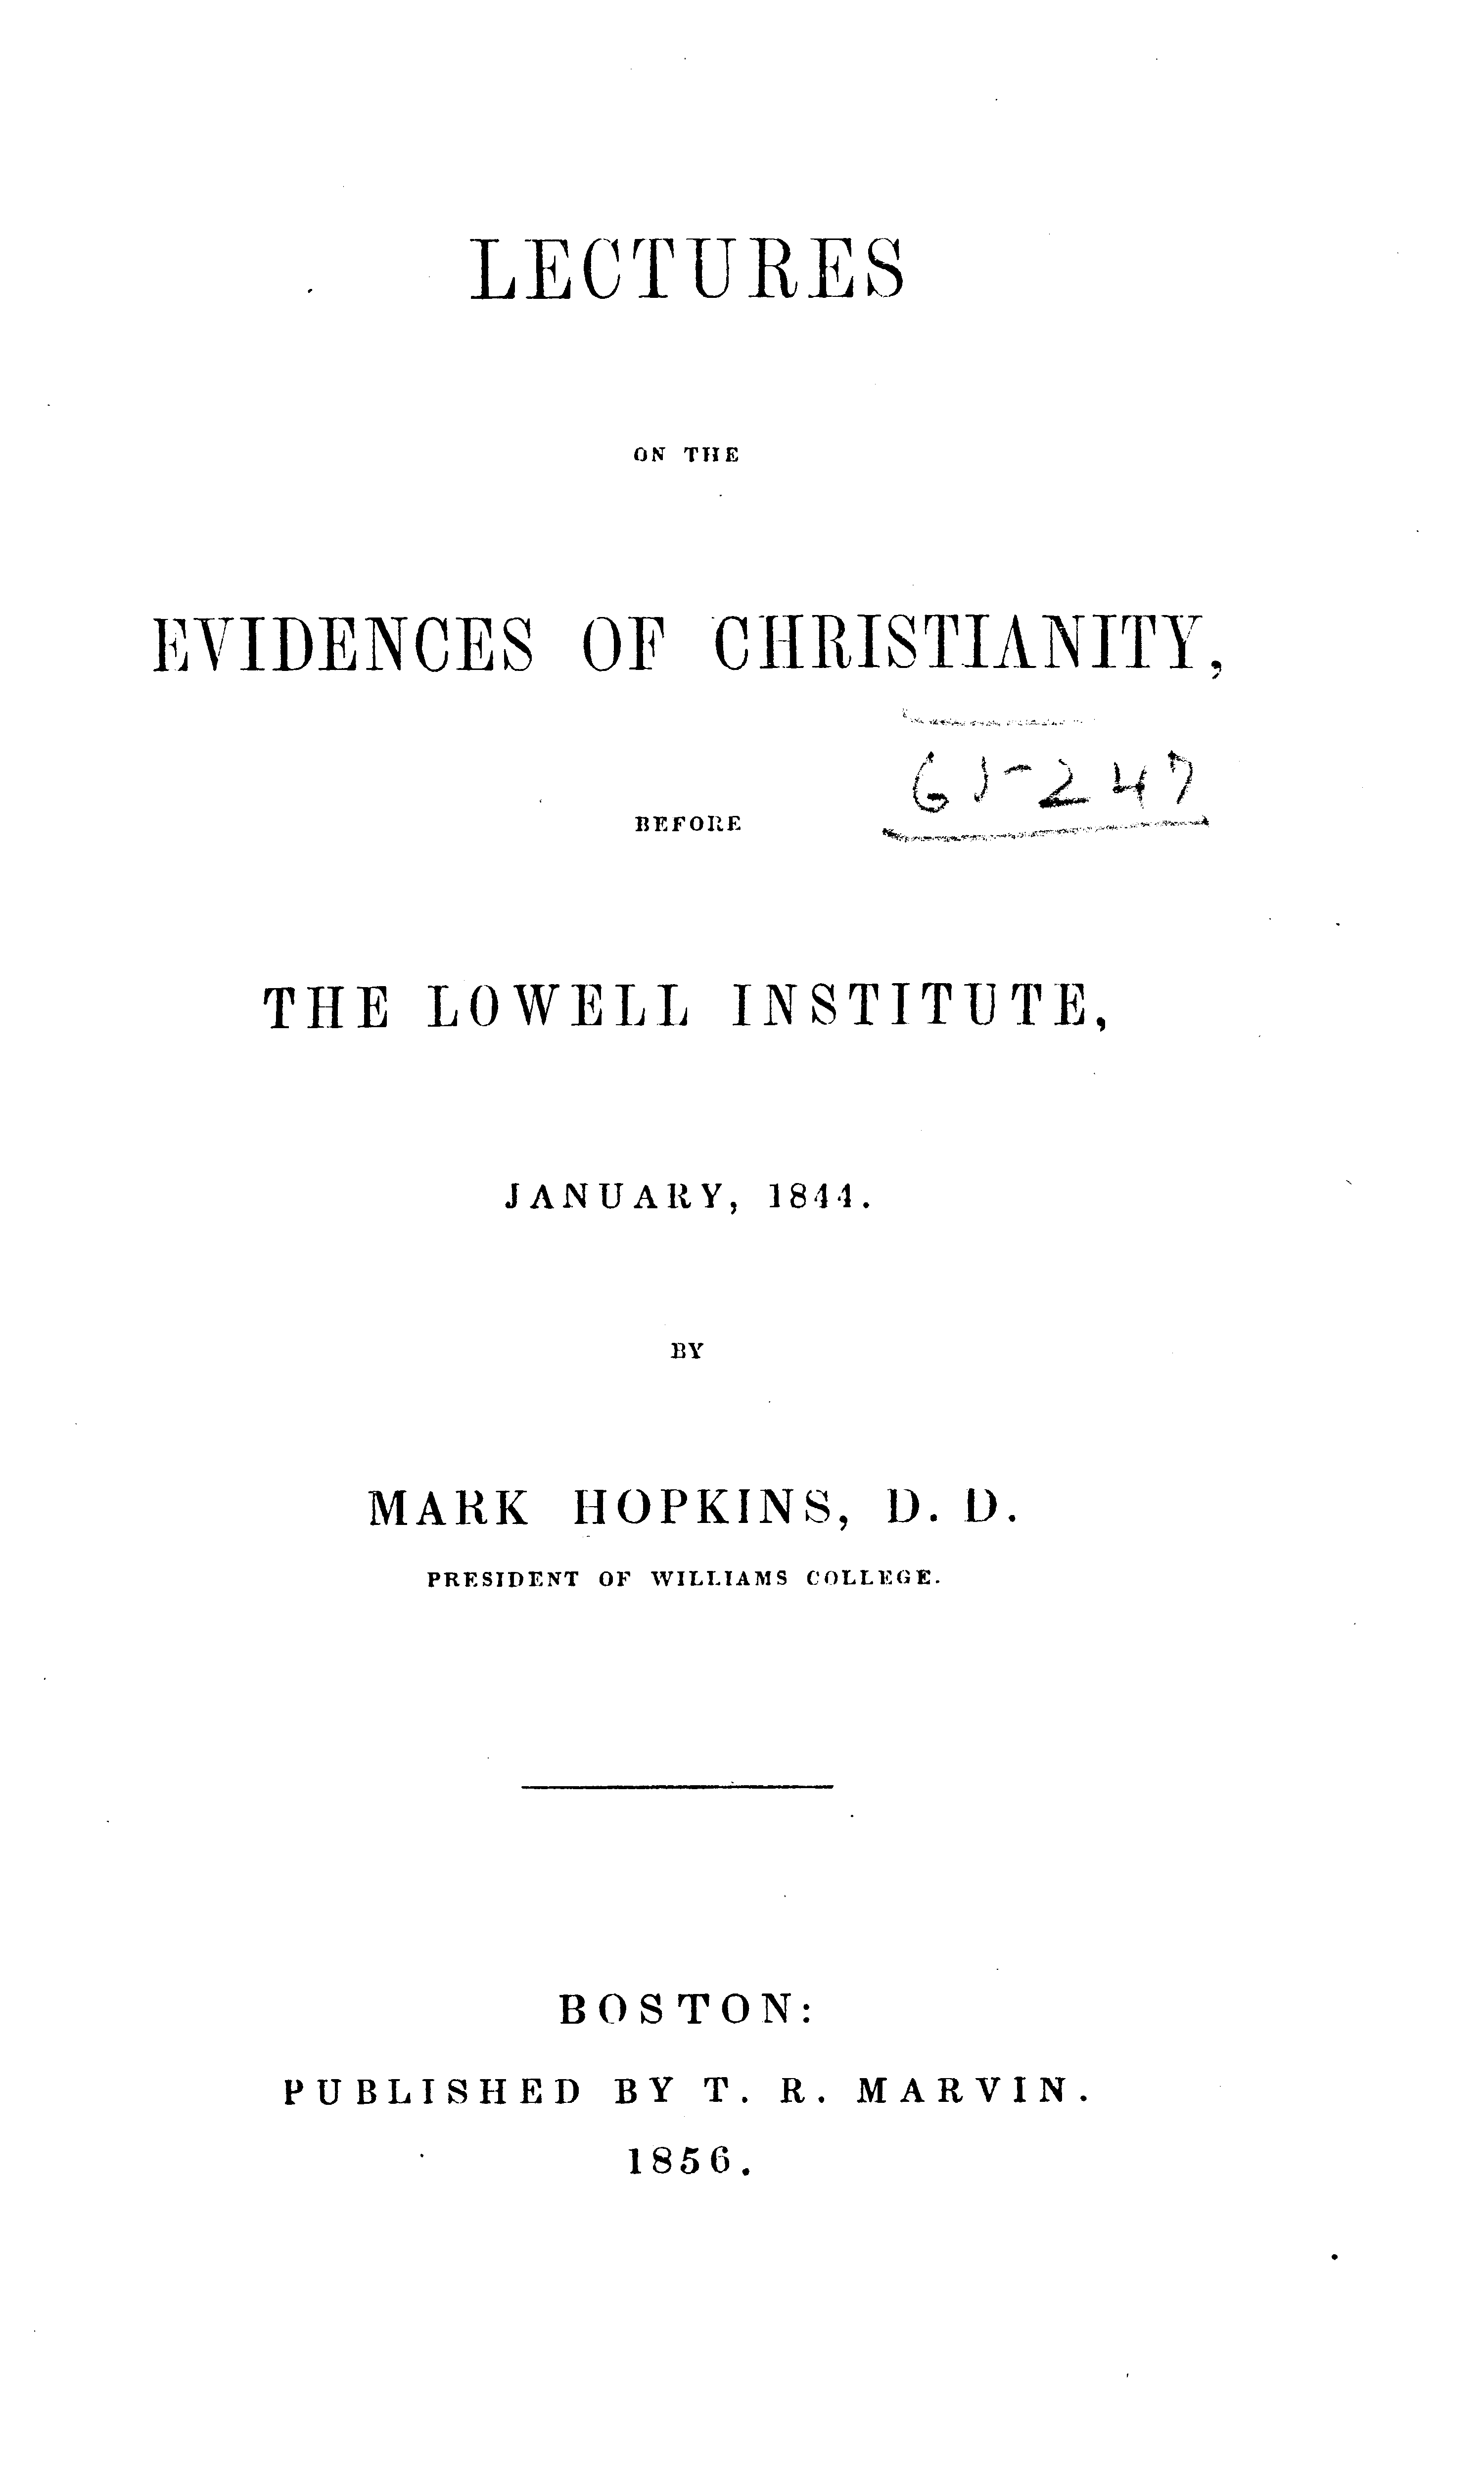 LECTURES
ON THE
EVIDENCES OF CHRISTIANITY,
65-247
BEFORE
THE LOWELL INSTITUTE,
JANUARY, 1844.
BY
MARK HOPKINS, D. D.
PRESIDENT OF WILLIAMS COLLEGE.
BOSTON:
PUBLISHED BY T. R. MARVIN.
1856.